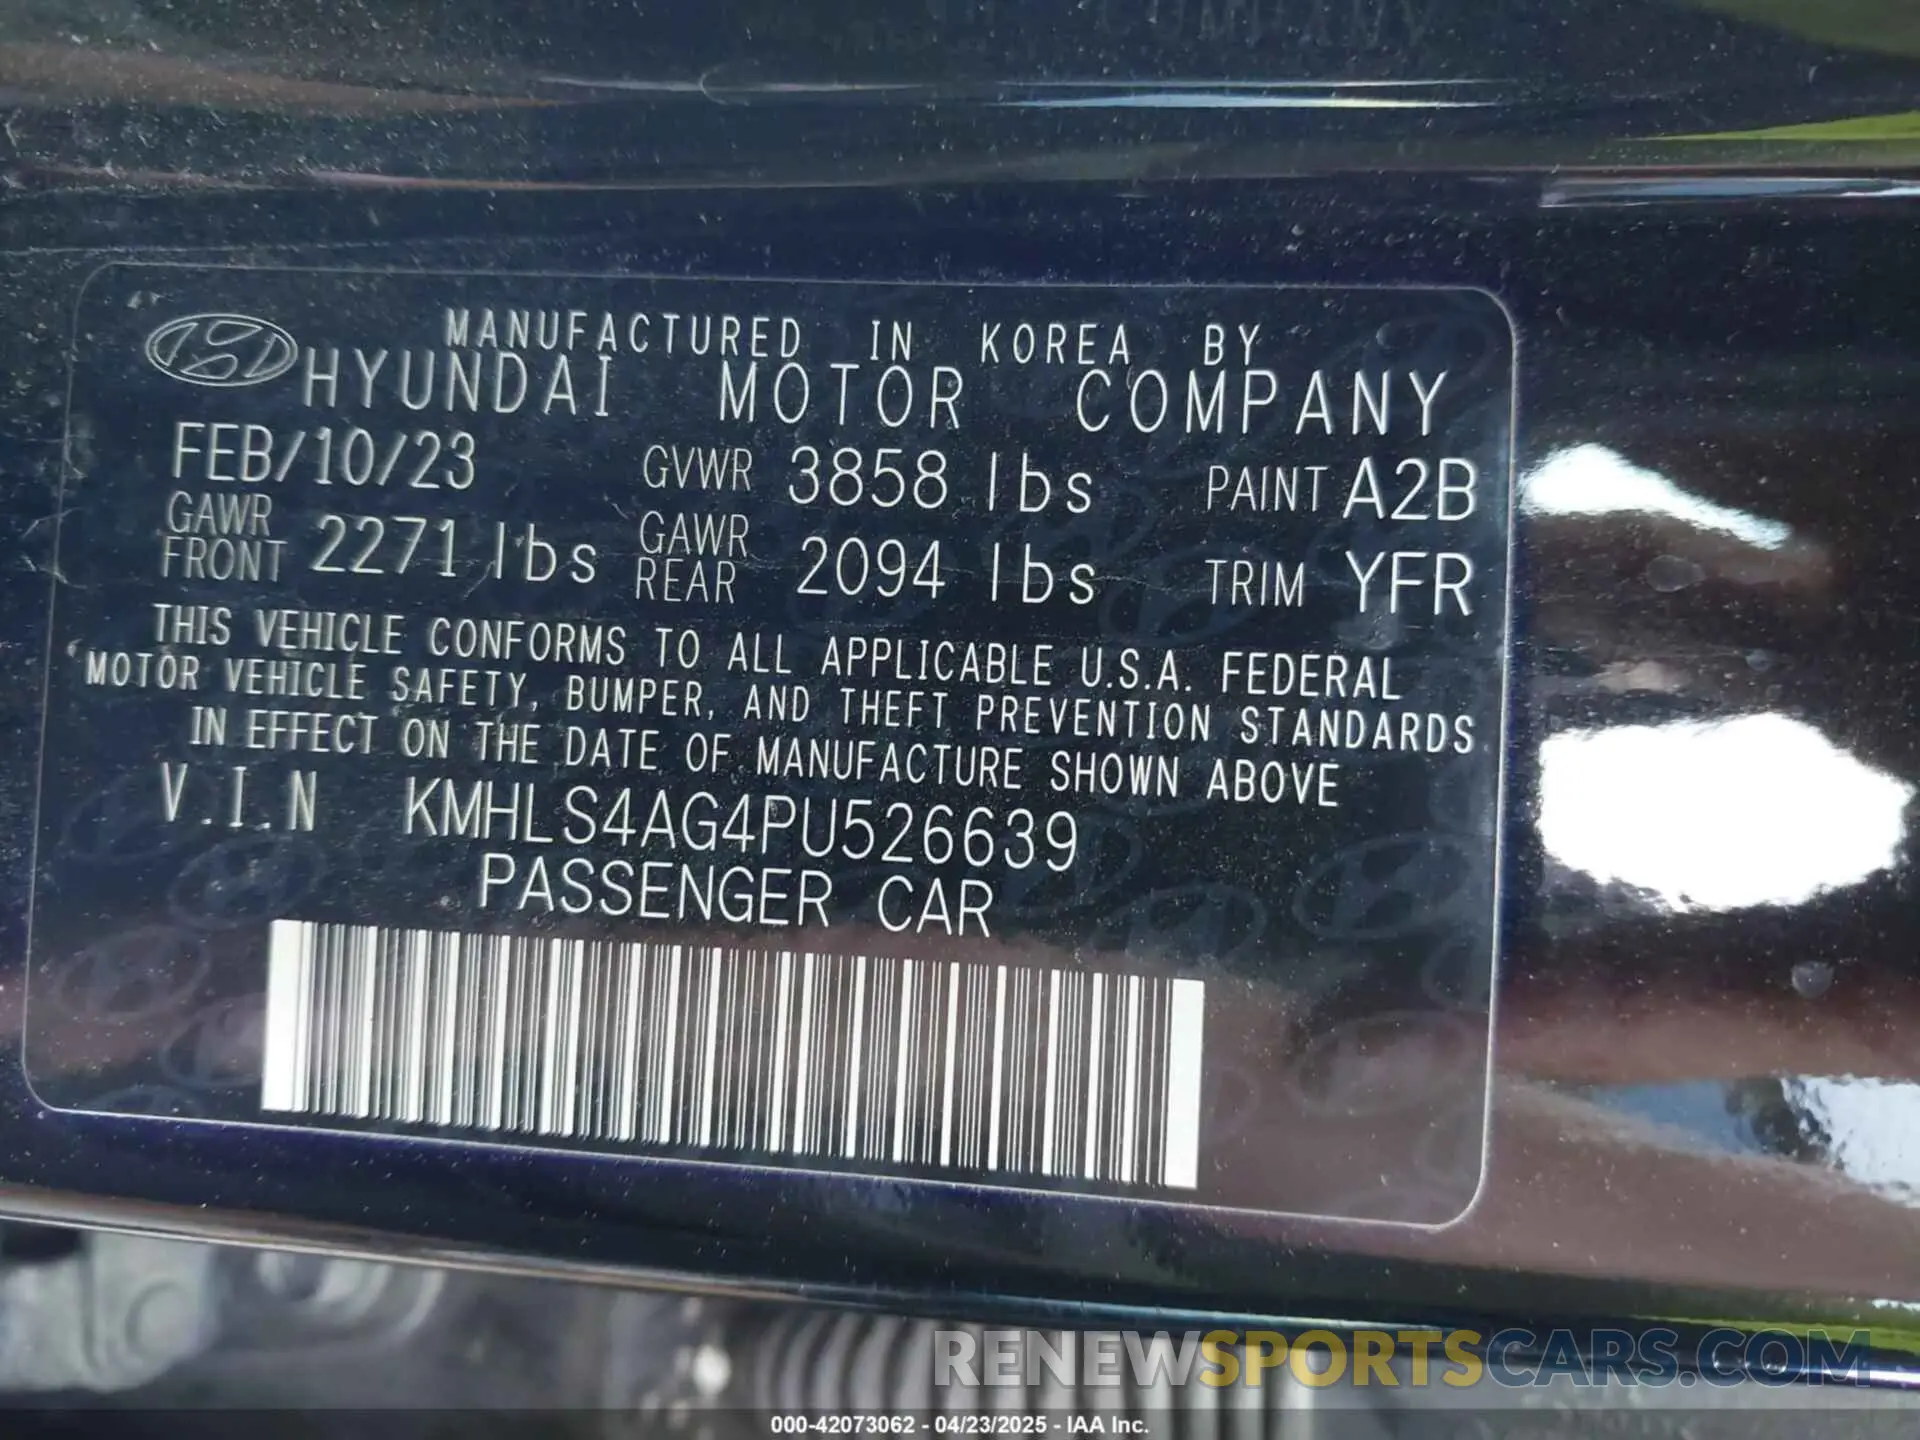 COMPANY
MANUFACTURED IN KOREA BY
HYUNDAI MOTOR COMPANY
FEB/10/23 GVWR 3858 lbs PAINT A2B
GAWR FRONT 2271 lbs GAWR REAR 2094 lbs TRIM YFR
THIS VEHICLE CONFORMS TO ALL APPLICABLE U.S.A. FEDERAL
MOTOR VEHICLE SAFETY, BUMPER, AND THEFT PREVENTION STANDARDS
IN EFFECT ON THE DATE OF MANUFACTURE SHOWN ABOVE
V.I.N KMHLS4AG4PU526639
PASSENGER CAR
RENEWSPORTSCARS.COM
000-42073062 - 04/23/2025 - IAA Inc.